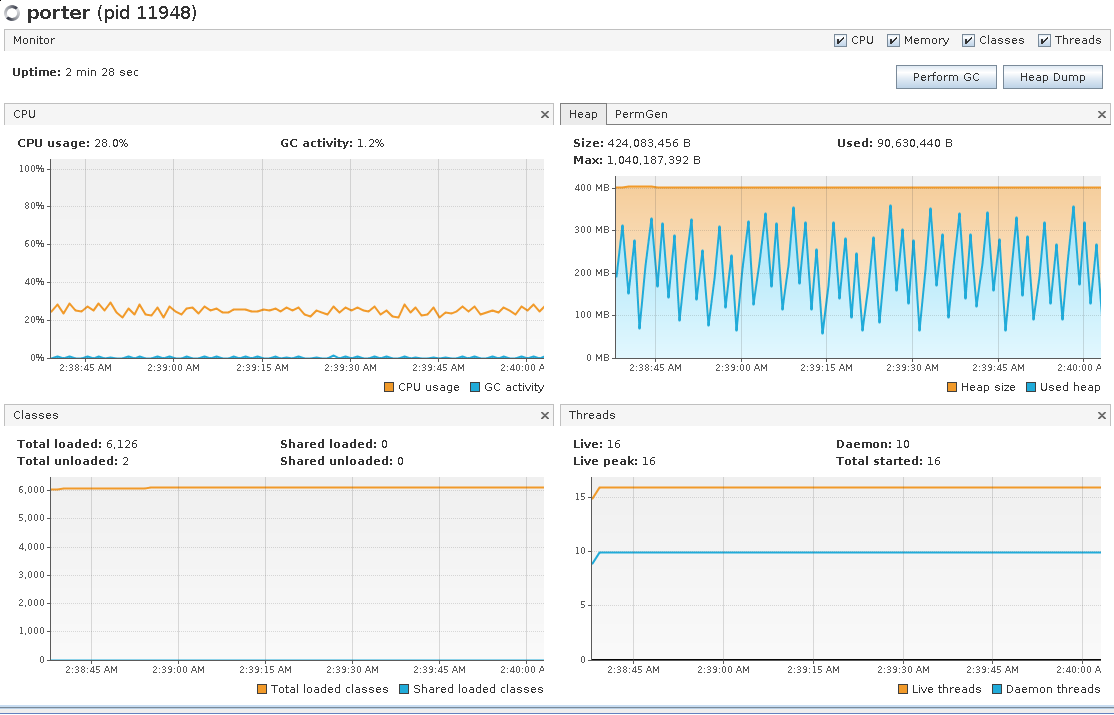 porter (pid 11948)
Monitor CPU Memory Classes Threads
Uptime: 2 min 28 sec
Perform GC Heap Dump
CPU
CPU usage: 28.0% GC activity: 1.2%
100%
80%
60%
40%
20%
0%
2:38:45 AM 2:39:00 AM 2:39:15 AM 2:39:30 AM 2:39:45 AM 2:40:00 A
CPU usage GC activity
Heap PermGen
Size: 424,083,456 B Used: 90,630,440 B
Max: 1,040,187,392 B
400 MB
300 MB
200 MB
100 MB
0 MB
2:38:45 AM 2:39:00 AM 2:39:15 AM 2:39:30 AM 2:39:45 AM 2:40:00 A
Heap size Used heap
Classes
Total loaded: 6,126 Shared loaded: 0
Total unloaded: 2 Shared unloaded: 0
6,000
5,000
4,000
3,000
2,000
1,000
0
2:38:45 AM 2:39:00 AM 2:39:15 AM 2:39:30 AM 2:39:45 AM 2:40:00 A
Total loaded classes Shared loaded classes
Threads
Live: 16 Daemon: 10
Live peak: 16 Total started: 16
15
10
5
0
2:38:45 AM 2:39:00 AM 2:39:15 AM 2:39:30 AM 2:39:45 AM 2:40:00 A
Live threads Daemon threads